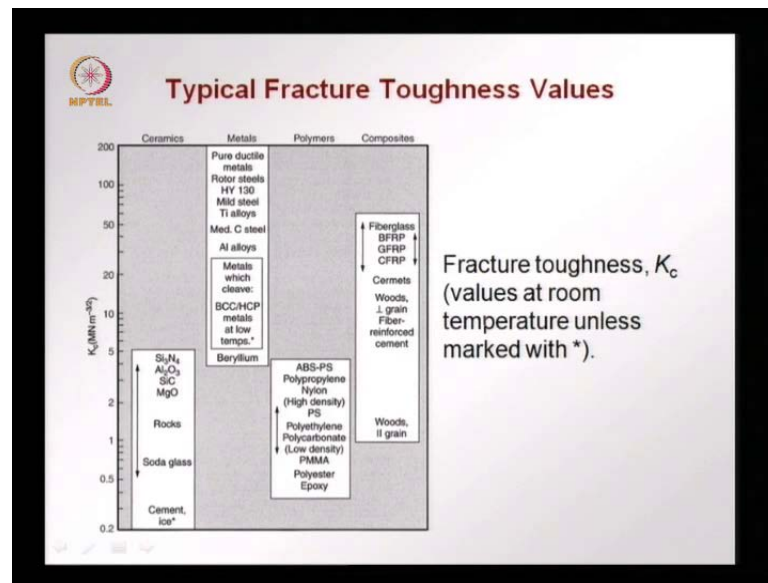 NPTEL
Typical Fracture Toughness Values
Ceramics
Metals
Polymers
Composites
K_c(MN m^-3/2)
200
100
50
20
10
5
2
1
0.5
0.2
Si3N4
Al2O3
SiC
MgO
Rocks
Soda glass
Cement,
ice*
Pure ductile
metals
Rotor steels
HY 130
Mild steel
Ti alloys
Med. C steel
Al alloys
Metals
which
cleave:
BCC/HCP
metals
at low
temps.*
Beryllium
ABS-PS
Polypropylene
Nylon
(High density)
PS
Polyethylene
Polycarbonate
(Low density)
PMMA
Polyester
Epoxy
Fiberglass
BFRP
GFRP
CFRP
Cermets
Woods,
⊥ grain
Fiber-
reinforced
cement
Woods,
II grain
Fracture toughness, Kc
(values at room
temperature unless
marked with *).